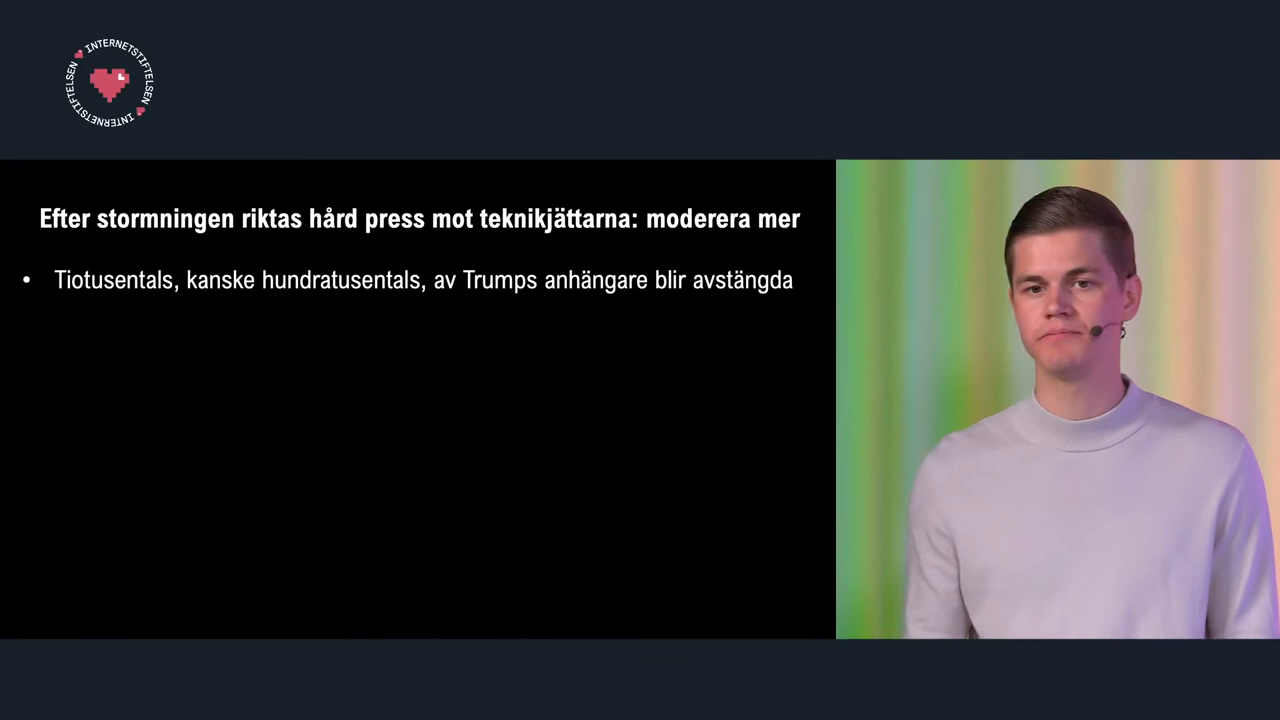 INTERNETSTIFTELSEN
INTERNETSTIFTELSEN
Efter stormningen riktas hård press mot teknikjättarna: moderera mer
• Tiotusentals, kanske hundratusentals, av Trumps anhängare blir avstängda